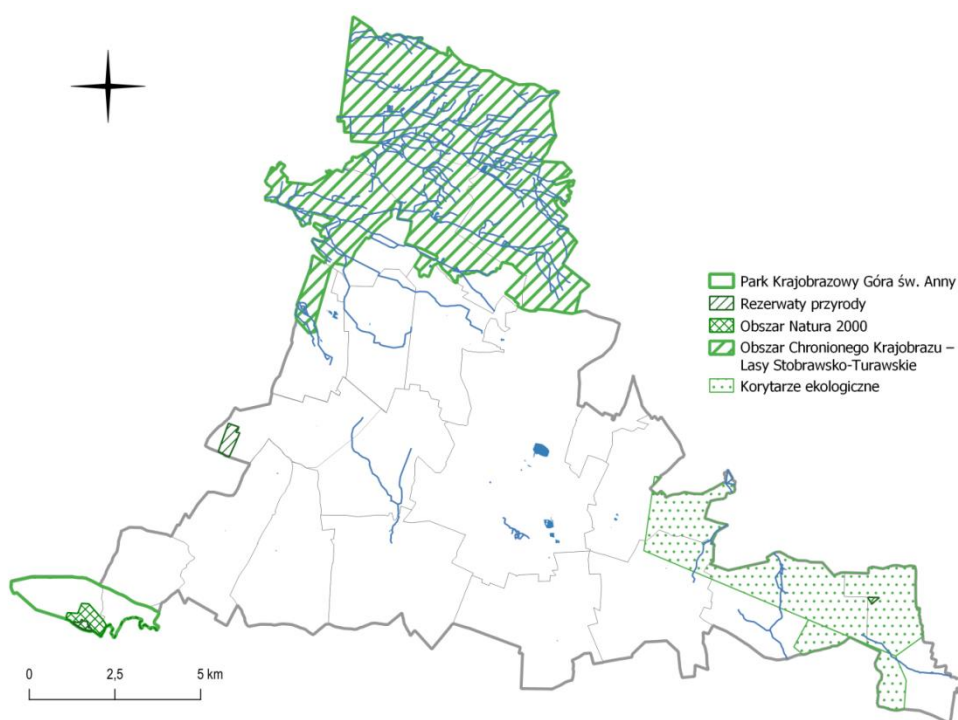 Park Krajobrazowy Góra św. Anny
Rezerwaty przyrody
Obszar Natura 2000
Obszar Chronionego Krajobrazu –
Lasy Stobrawsko-Turawskie
Korytarze ekologiczne
0 2,5 5 km